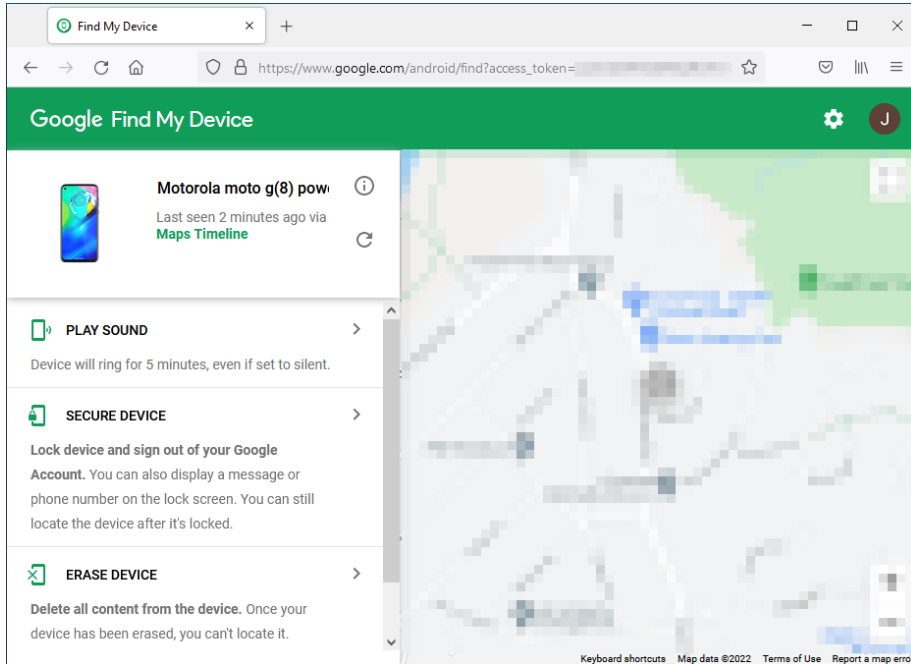 Find My Device
https://www.google.com/android/find?access_token=
Google Find My Device
J
Motorola moto g(8) powe
Last seen 2 minutes ago via
Maps Timeline
PLAY SOUND
Device will ring for 5 minutes, even if set to silent.
SECURE DEVICE
Lock device and sign out of your Google
Account. You can also display a message or
phone number on the lock screen. You can still
locate the device after it's locked.
ERASE DEVICE
Delete all content from the device. Once your
device has been erased, you can't locate it.
Keyboard shortcuts Map data ©2022 Terms of Use Report a map erro